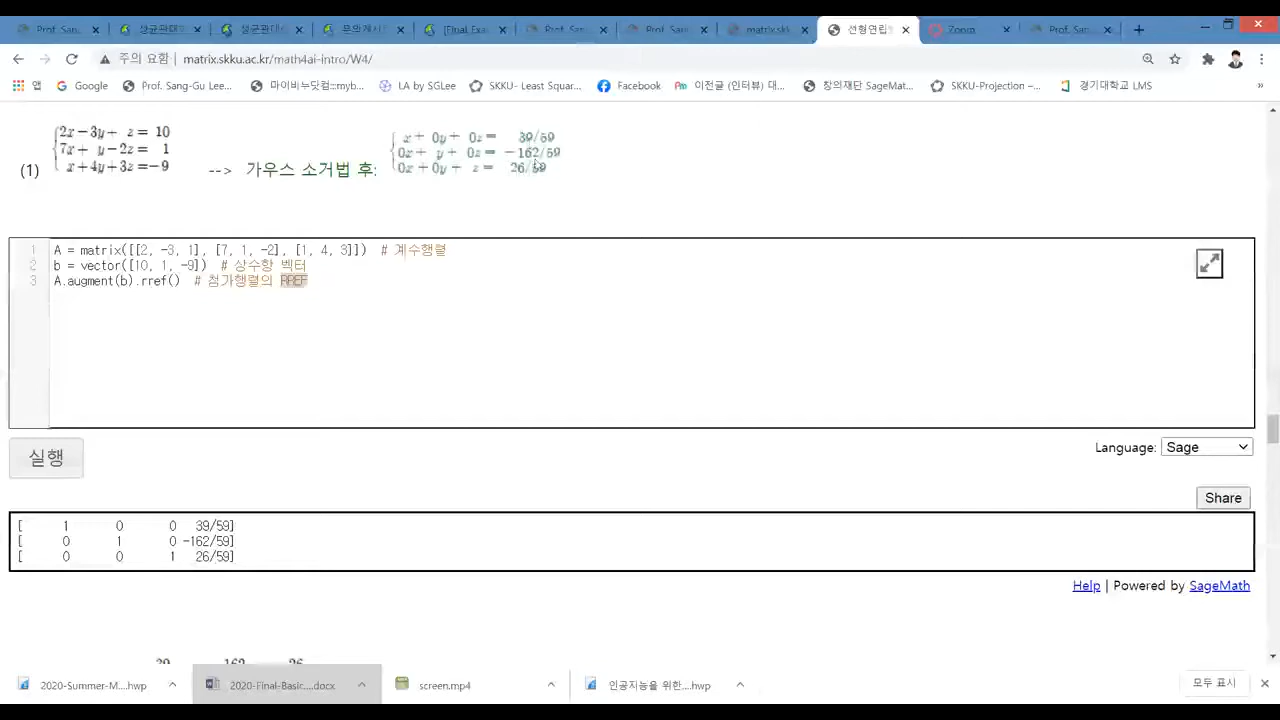 Prof. San...
생균관대
생균관대
문의게시
[Final Exa
Prof. San
Prof. San
matrix.skk
선형연립
Zoom
Prof. San
주의 요함 | matrix.skku.ac.kr/math4ai-intro/W4/
앱
Google
Prof. Sang-Gu Lee...
마이비누닷컴:::myb...
LA by SGLee
SKKU- Least Squar...
Facebook
이전글 (인터뷰) 대...
창의재단 SageMat...
SKKU-Projection –...
경기대학교 LMS
»
2x−3y+ z= 10
7x+ y−2z= 1
x+4y+3z=−9
(1)
--> 가우스 소거법 후:
x+ 0y+ 0z= 39/59
0x+ y+ 0z= −162/59
0x+0y+ z= 26/59
1 A = matrix([[2, -3, 1], [7, 1, -2], [1, 4, 3]]) # 계수행렬
2 b = vector([10, 1, -9]) # 상수항 벡터
3 A.augment(b).rref() # 첨가행렬의 RREF
실행
Language: Sage
Share
[ 1 0 0 39/59]
[ 0 1 0 -162/59]
[ 0 0 1 26/59]
Help | Powered by SageMath
39 162 26
2020-Summer-M....hwp
2020-Final-Basic....docx
screen.mp4
인공지능을 위한....hwp
모두 표시